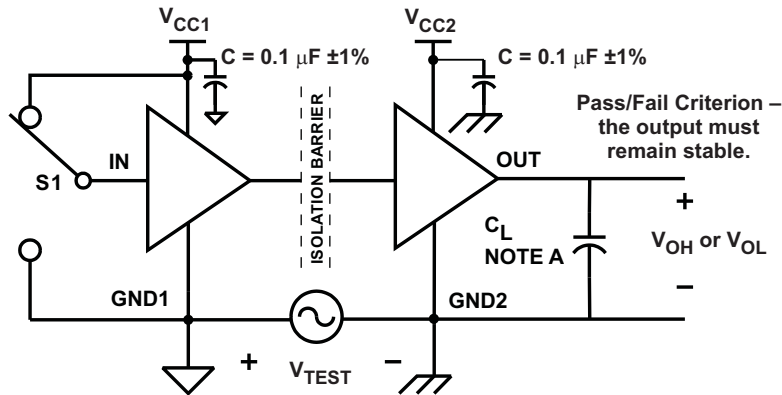 VCC1
VCC2
C = 0.1 μF ±1%
C = 0.1 μF ±1%
Pass/Fail Criterion –
the output must
remain stable.
IN
ISOLATION BARRIER
OUT
S1
+
CL
NOTE A
VOH or VOL
–
GND1
GND2
+
VTEST
–